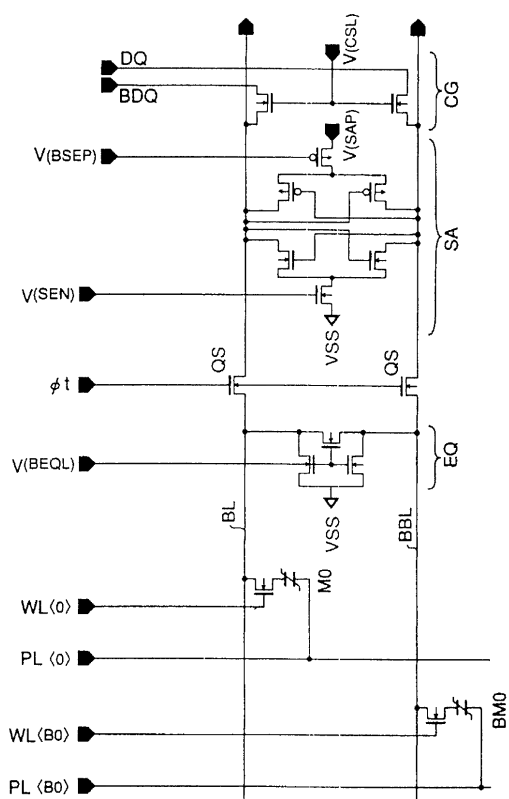 DQ
BDQ
V(CSL)
CG
V(BSEP)
V(SAP)
SA
V(SEN)
VSS
QS
QS
φt
V(BEQL)
EQ
VSS
BL
BBL
M0
WL⟨0⟩
PL ⟨0⟩
WL⟨B0⟩
BM0
PL ⟨B0⟩